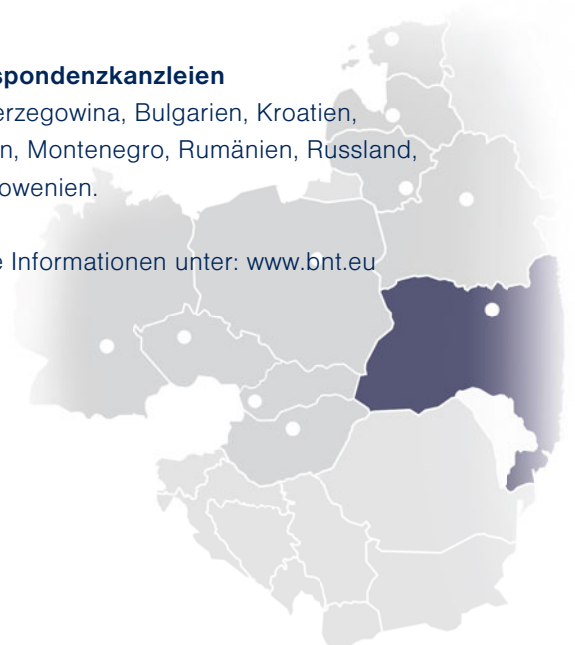 spondenzkanzleien
erzegowina, Bulgarien, Kroatien,
n, Montenegro, Rumänien, Russland,
owenien.
e Informationen unter: www.bnt.eu